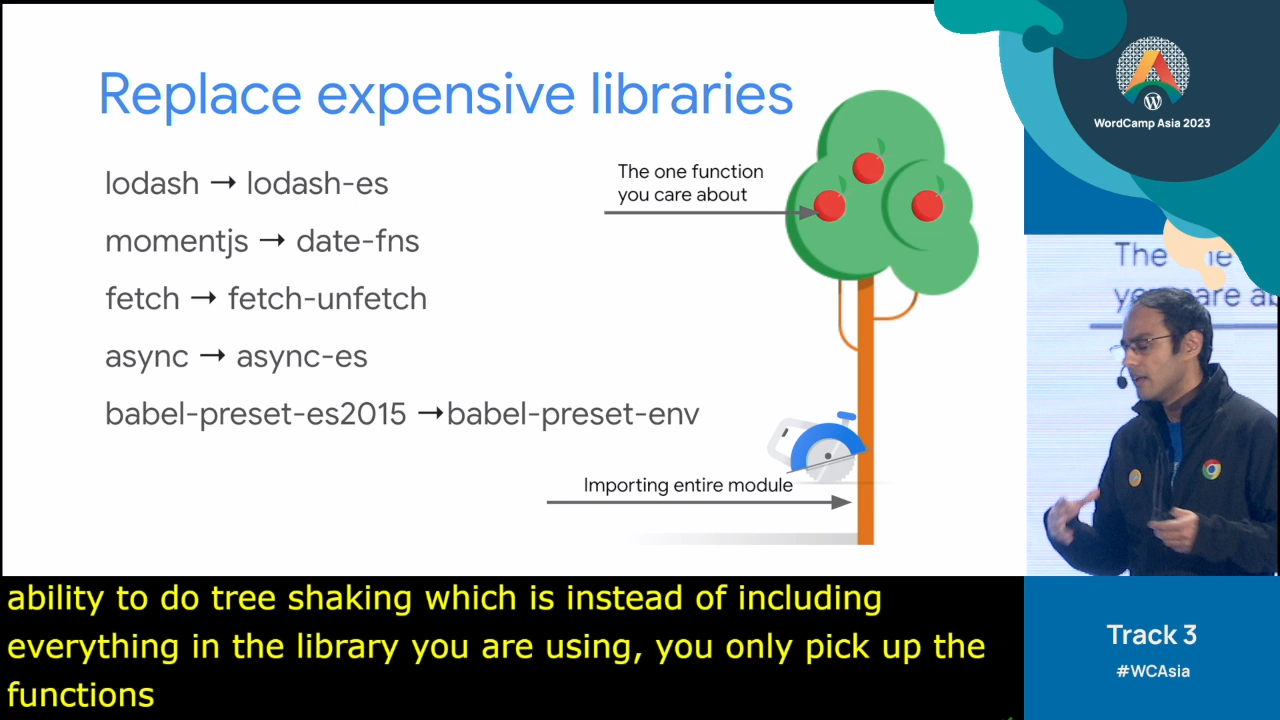 Replace expensive libraries
lodash → lodash-es
momentjs → date-fns
fetch → fetch-unfetch
async → async-es
babel-preset-es2015 →babel-preset-env
The one function
you care about
Importing entire module
WordCamp Asia 2023
The
are
ability to do tree shaking which is instead of including
everything in the library you are using, you only pick up the
functions
Track 3
#WCAsia